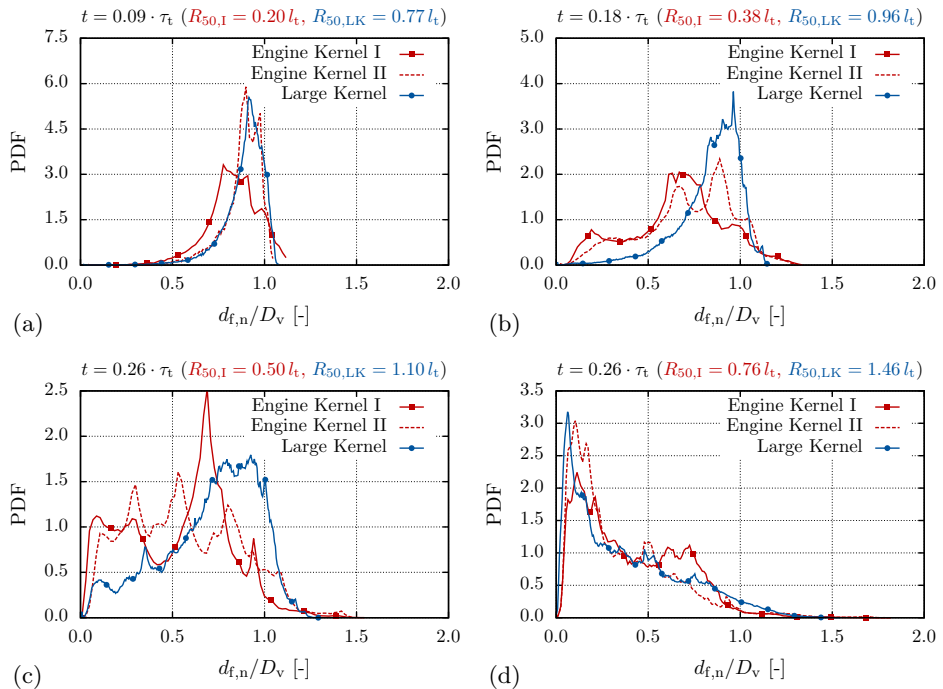 t = 0.09 · τt (R50,I = 0.20 lt, R50,LK = 0.77 lt)
7.5
6.0
4.5
3.0
1.5
0.0
PDF
Engine Kernel I
Engine Kernel II
Large Kernel
0.0 0.5 1.0 1.5 2.0
(a)
df,n/Dv [-]
t = 0.18 · τt (R50,I = 0.38 lt, R50,LK = 0.96 lt)
5.0
4.0
3.0
2.0
1.0
0.0
PDF
Engine Kernel I
Engine Kernel II
Large Kernel
0.0 0.5 1.0 1.5 2.0
(b)
df,n/Dv [-]
t = 0.26 · τt (R50,I = 0.50 lt, R50,LK = 1.10 lt)
2.5
2.0
1.5
1.0
0.5
0.0
PDF
Engine Kernel I
Engine Kernel II
Large Kernel
0.0 0.5 1.0 1.5 2.0
(c)
df,n/Dv [-]
t = 0.26 · τt (R50,I = 0.76 lt, R50,LK = 1.46 lt)
3.5
3.0
2.5
2.0
1.5
1.0
0.5
0.0
PDF
Engine Kernel I
Engine Kernel II
Large Kernel
0.0 0.5 1.0 1.5 2.0
(d)
df,n/Dv [-]